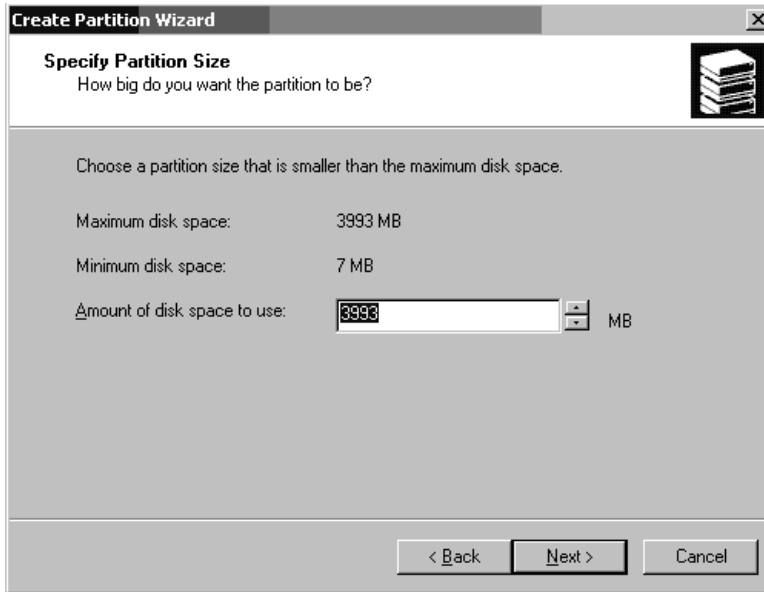 Create Partition Wizard
Specify Partition Size
How big do you want the partition to be?
Choose a partition size that is smaller than the maximum disk space.
Maximum disk space: 3993 MB
Minimum disk space: 7 MB
Amount of disk space to use: 3993 MB
< Back Next > Cancel